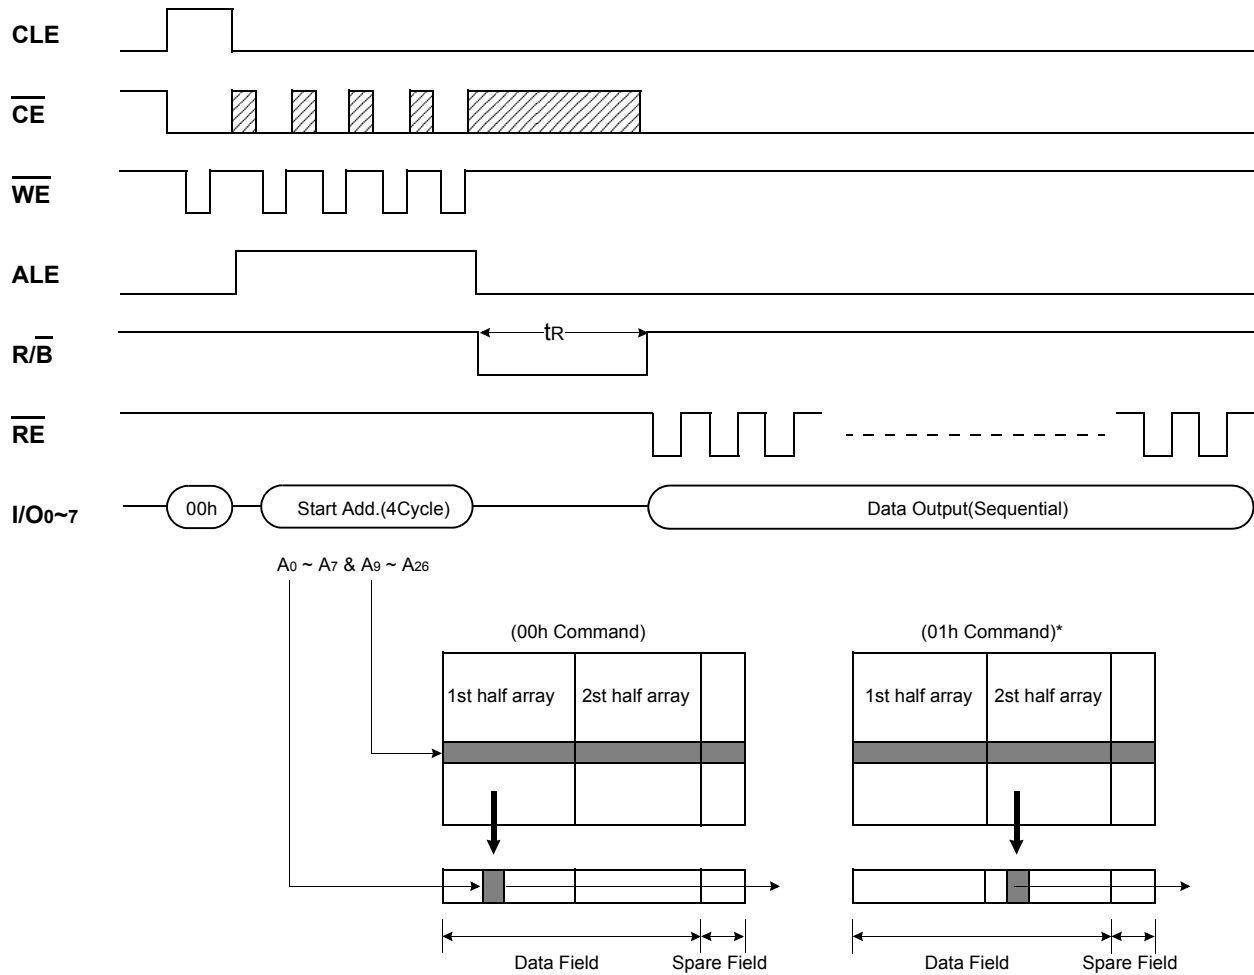 CLE
CE
WE
ALE
R/B
tR
RE
I/O0~7
00h
Start Add.(4Cycle)
Data Output(Sequential)
A0 ~ A7 & A9 ~ A26
(00h Command)
(01h Command)*
1st half array
2st half array
1st half array
2st half array
Data Field
Spare Field
Data Field
Spare Field